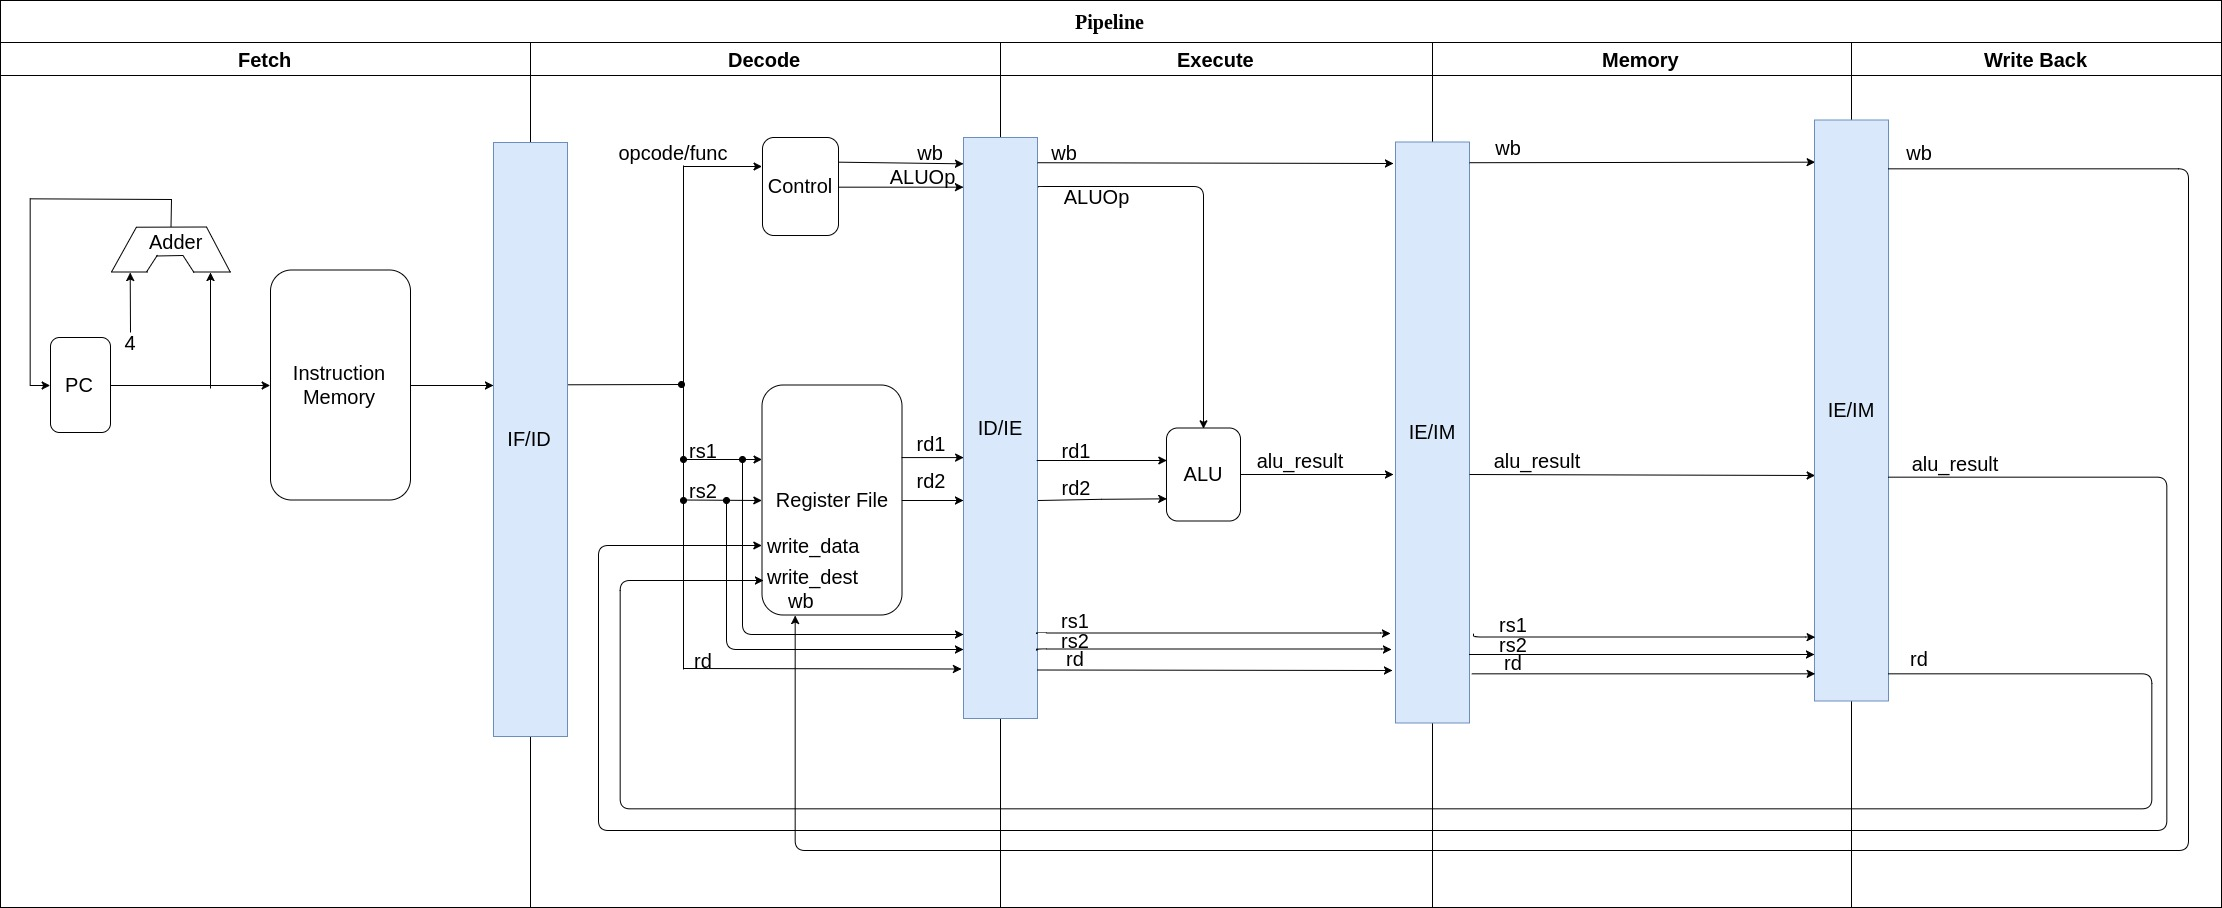 Pipeline
Fetch
Decode
Execute
Memory
Write Back
Adder
4
PC
Instruction
Memory
IF/ID
opcode/func
Control
wb
ALUOp
rs1
rs2
Register File
write_data
write_dest
wb
rd1
rd2
rd
ID/IE
wb
ALUOp
rd1
rd2
ALU
alu_result
rs1
rs2
rd
IE/IM
wb
alu_result
rs1
rs2
rd
IE/IM
wb
alu_result
rd